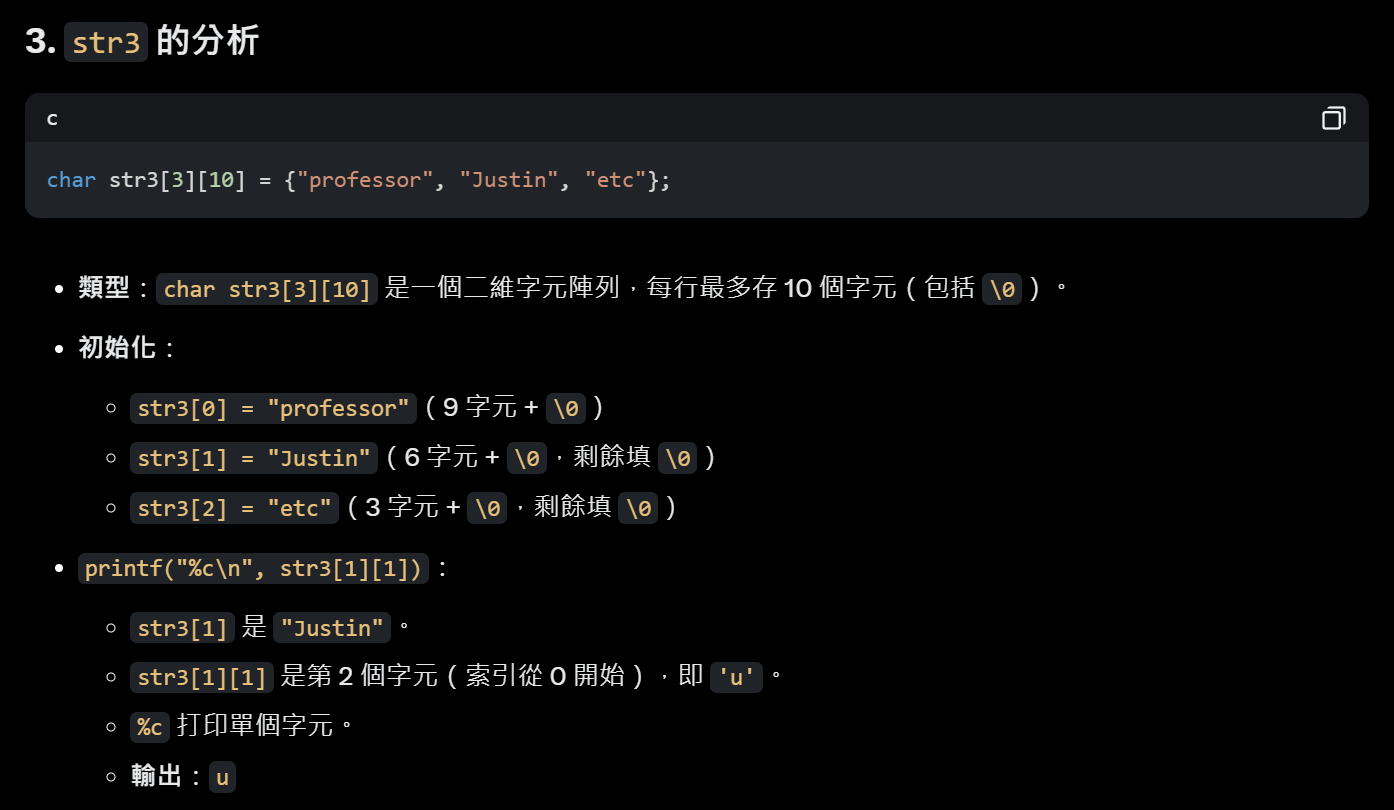 3. str3 的分析
c
char str3[3][10] = {"professor", "Justin", "etc"};
• 類型：char str3[3][10] 是一個二維字元陣列，每行最多存 10 個字元（包括 \0）。
• 初始化：
○ str3[0] = "professor"（9 字元 + \0）
○ str3[1] = "Justin"（6 字元 + \0，剩餘填 \0）
○ str3[2] = "etc"（3 字元 + \0，剩餘填 \0）
• printf("%c\n", str3[1][1])：
○ str3[1] 是 "Justin"。
○ str3[1][1] 是第 2 個字元（索引從 0 開始），即 'u'。
○ %c 打印單個字元。
○ 輸出：u